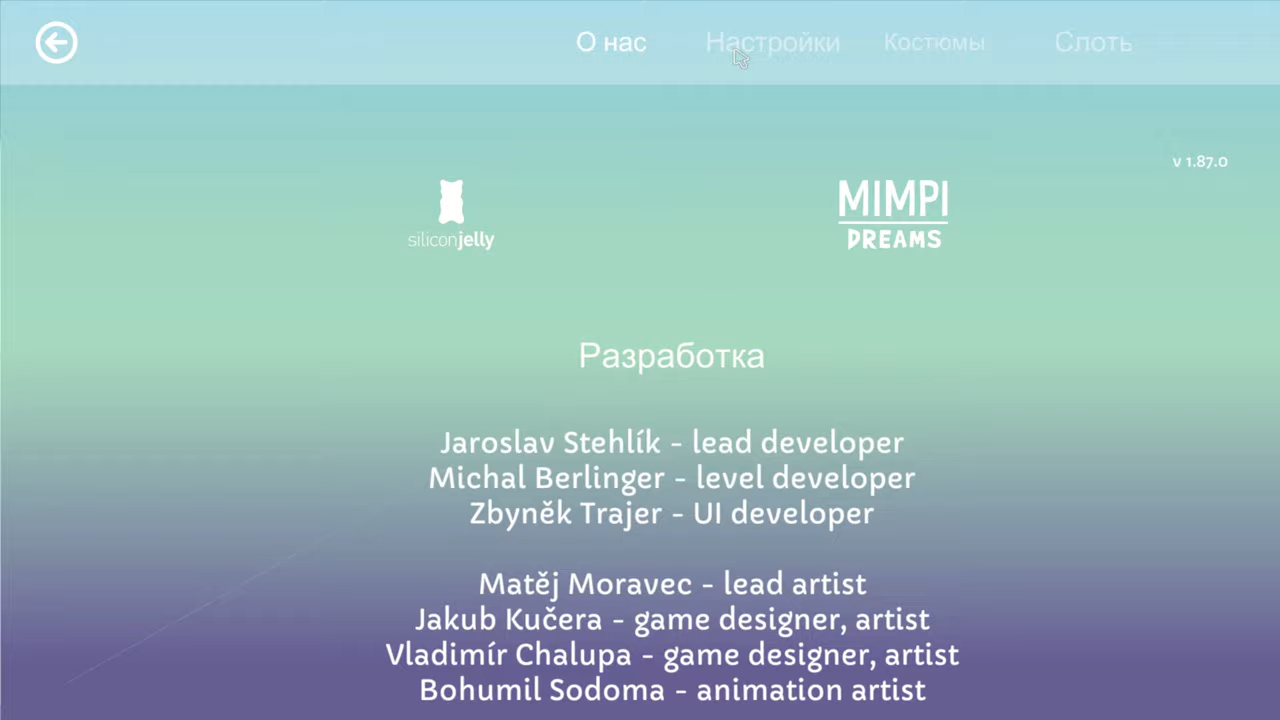 О нас Настройки Костюмы Слоть
v 1.87.0
siliconjelly
MIMPI
DREAMS
Разработка
Jaroslav Stehlík - lead developer
Michal Berlinger - level developer
Zbyněk Trajer - UI developer
Matěj Moravec - lead artist
Jakub Kučera - game designer, artist
Vladimír Chalupa - game designer, artist
Bohumil Sodoma - animation artist